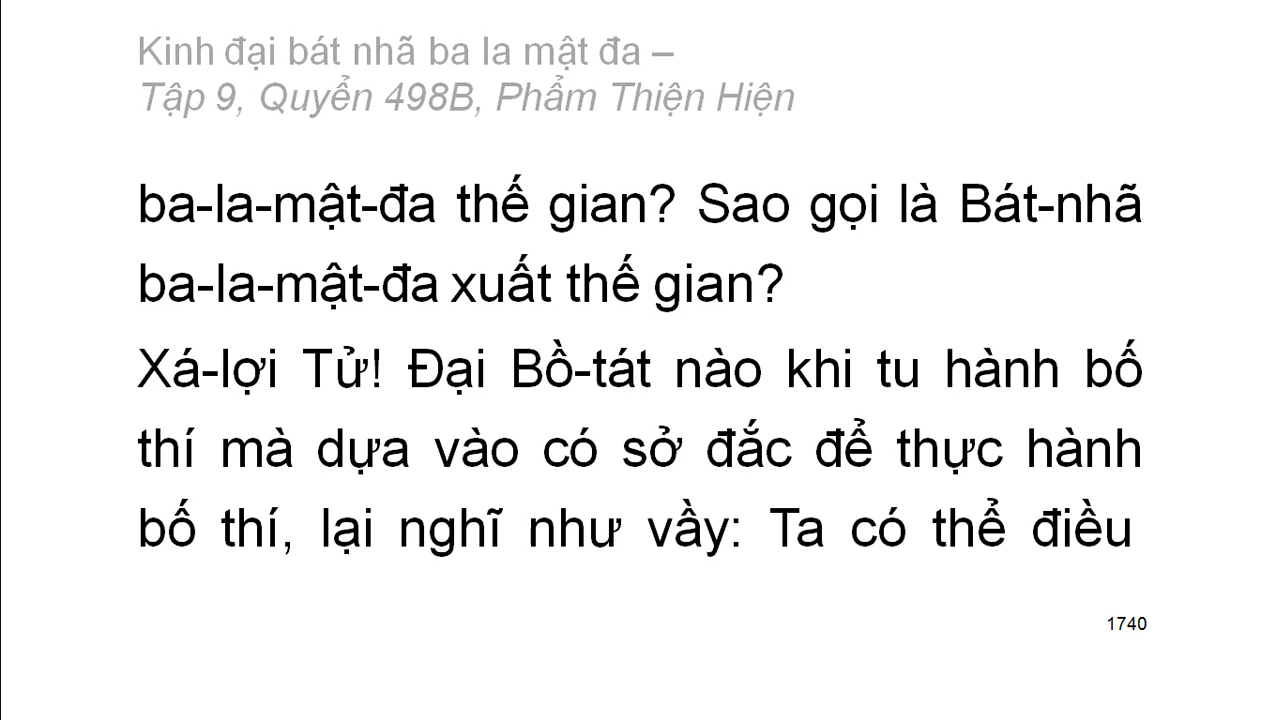 Kinh đại bát nhã ba la mật đa –
Tập 9, Quyển 498B, Phẩm Thiện Hiện
ba-la-mật-đa thế gian? Sao gọi là Bát-nhã
ba-la-mật-đa xuất thế gian?
Xá-lợi Tử! Đại Bồ-tát nào khi tu hành bố
thí mà dựa vào có sở đắc để thực hành
bố thí, lại nghĩ như vầy: Ta có thể điều
1740